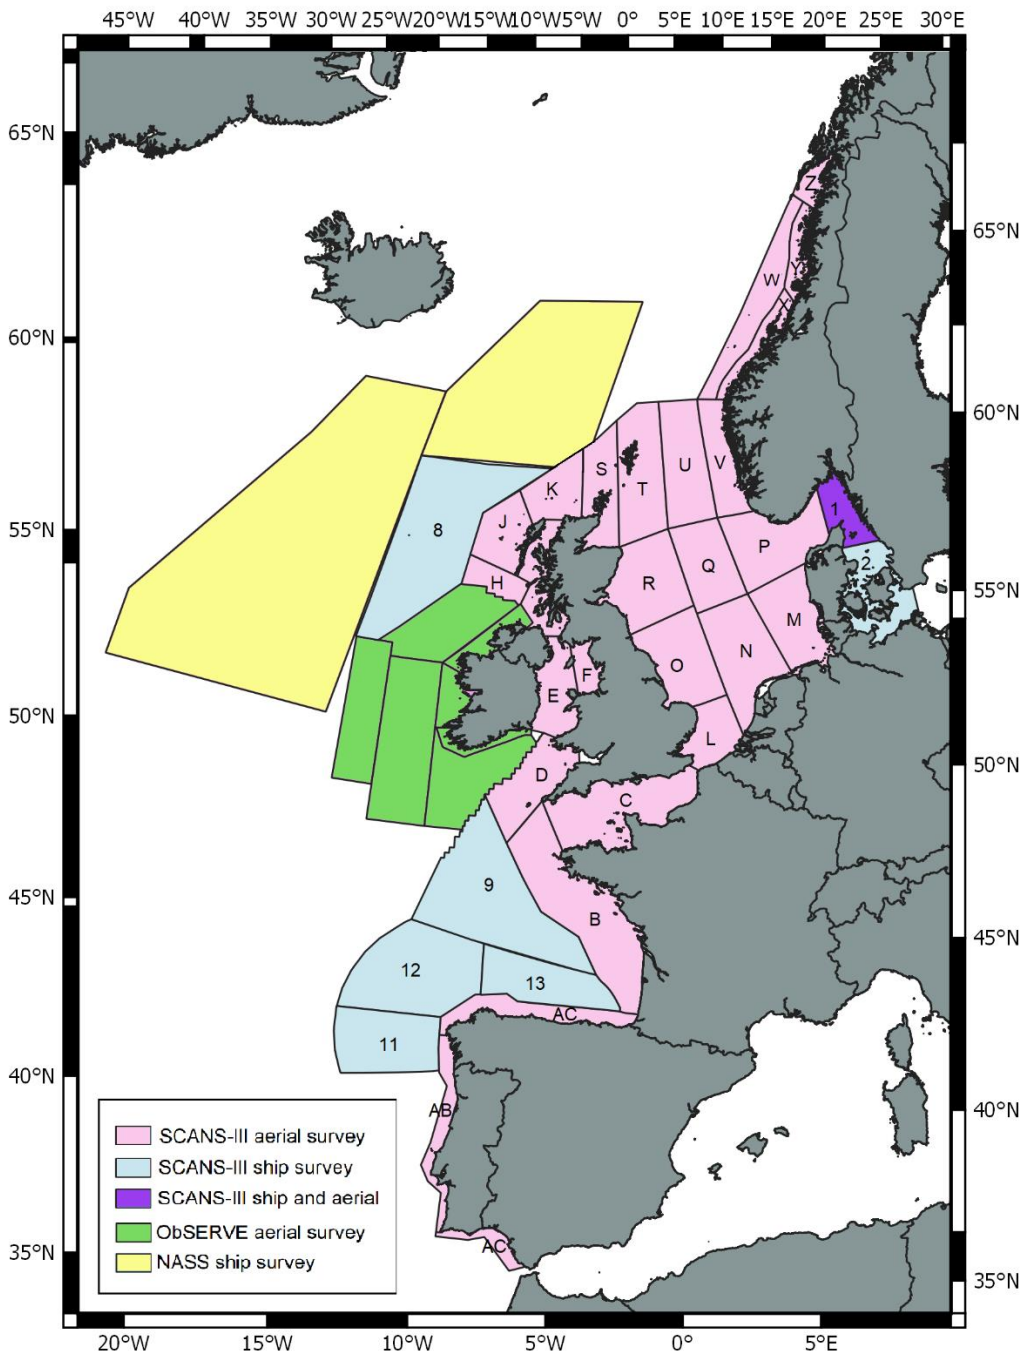 45°W 40°W 35°W 30°W 25°W 20°W 15°W 10°W 5°W 0° 5°E 10°E 15°E 20°E 25°E 30°E
65°N
Z
65°N
W
Y
X
60°N
60°N
S
K
U
V
T
J
8
1
55°N
P
2.
Q
H
R
55°N
M
N
O
F
E
50°N
L
50°N
D
C
9
45°N
B
45°N
12
13
AC
11
40°N
AB
40°N
SCANS-III aerial survey
SCANS-III ship survey
SCANS-III ship and aerial
ObSERVE aerial survey
NASS ship survey
AC
35°N
35°N
20°W 15°W 10°W 5°W 0° 5°E